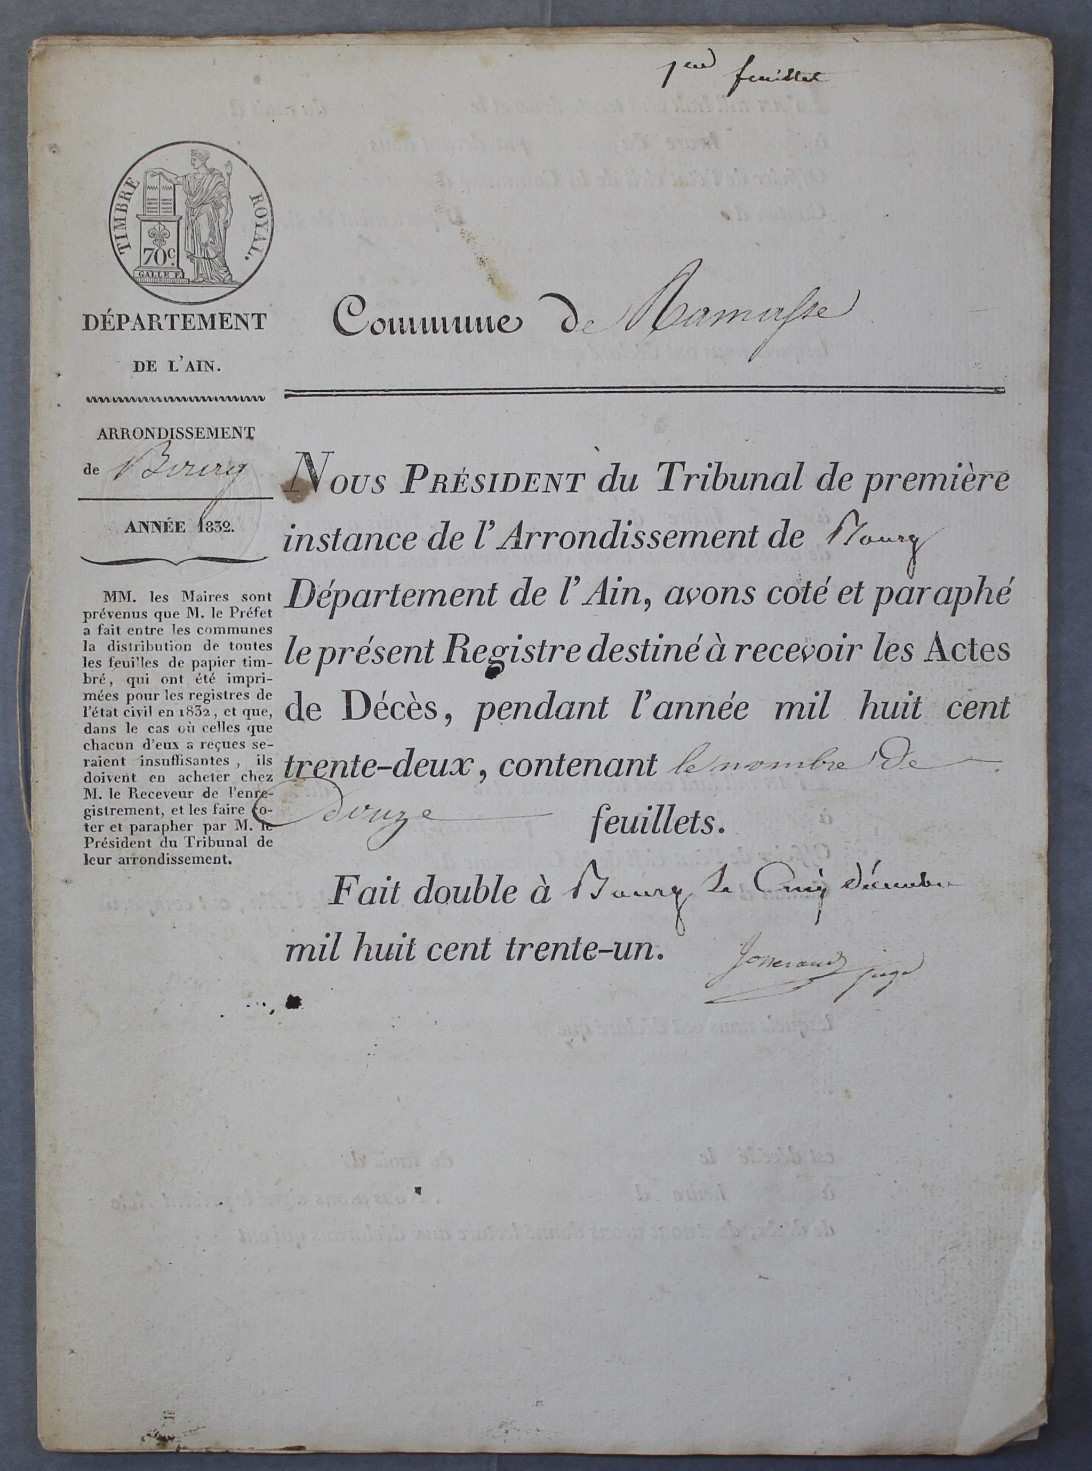 1er feuillet
TIMBRE ROYAL.
70c.
GALLE F.
DÉPARTEMENT
DE L'AIN.
Commune de Ramasse
ARRONDISSEMENT
de Bourg
ANNÉE 1832.
MM. les Maires sont
prévenus que M. le Préfet
a fait entre les communes
la distribution de toutes
les feuilles de papier tim-
bré, qui ont été impri-
mées pour les registres de
l'état civil en 1832, et que,
dans le cas où celles que
chacun d'eux a reçues se-
raient insuffisantes, ils
doivent en acheter chez
M. le Receveur de l'enre-
gistrement, et les faire co-
ter et parapher par M. le
Président du Tribunal de
leur arrondissement.
NOUS PRÉSIDENT du Tribunal de première
instance de l'Arrondissement de Bourg
Département de l'Ain, avons coté et paraphé
le présent Registre destiné à recevoir les Actes
de Décès, pendant l'année mil huit cent
trente-deux, contenant le nombre de
Douze feuillets.
Fait double à Bourg le Cinq décembre
mil huit cent trente-un.
juge